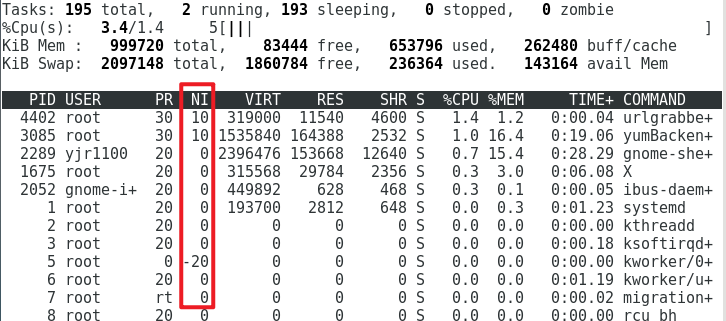 Tasks: 195 total,   2 running, 193 sleeping,   0 stopped,   0 zombie
%Cpu(s):   3.4/1.4     5[|||                                                  ]
KiB Mem :   999720 total,    83444 free,   653796 used,   262480 buff/cache
KiB Swap:  2097148 total,  1860784 free,   236364 used.   143164 avail Mem
  PID USER      PR  NI    VIRT    RES    SHR S  %CPU %MEM     TIME+ COMMAND
 4402 root      30  10  319000  11540   4600 S   1.4  1.2   0:00.04 urlgrabbe+
 3085 root      30  10 1535840 164388   2532 S   1.0 16.4   0:19.06 yumBacken+
 2289 yjr1100   20   0 2396476 153668  12640 S   0.7 15.4   0:28.29 gnome-she+
 1675 root      20   0  315568  29784   2356 S   0.3  3.0   0:06.08 X
 2052 gnome-i+  20   0  449892    628    468 S   0.3  0.1   0:00.05 ibus-daem+
    1 root      20   0  193700   2812    648 S   0.0  0.3   0:01.23 systemd
    2 root      20   0       0      0      0 S   0.0  0.0   0:00.00 kthreadd
    3 root      20   0       0      0      0 S   0.0  0.0   0:00.18 ksoftirqd+
    5 root       0 -20       0      0      0 S   0.0  0.0   0:00.00 kworker/0+
    6 root      20   0       0      0      0 S   0.0  0.0   0:01.19 kworker/u+
    7 root      rt   0       0      0      0 S   0.0  0.0   0:00.02 migration+
    8 root      20   0       0      0      0 S   0.0  0.0   0:00.00 rcu_bh